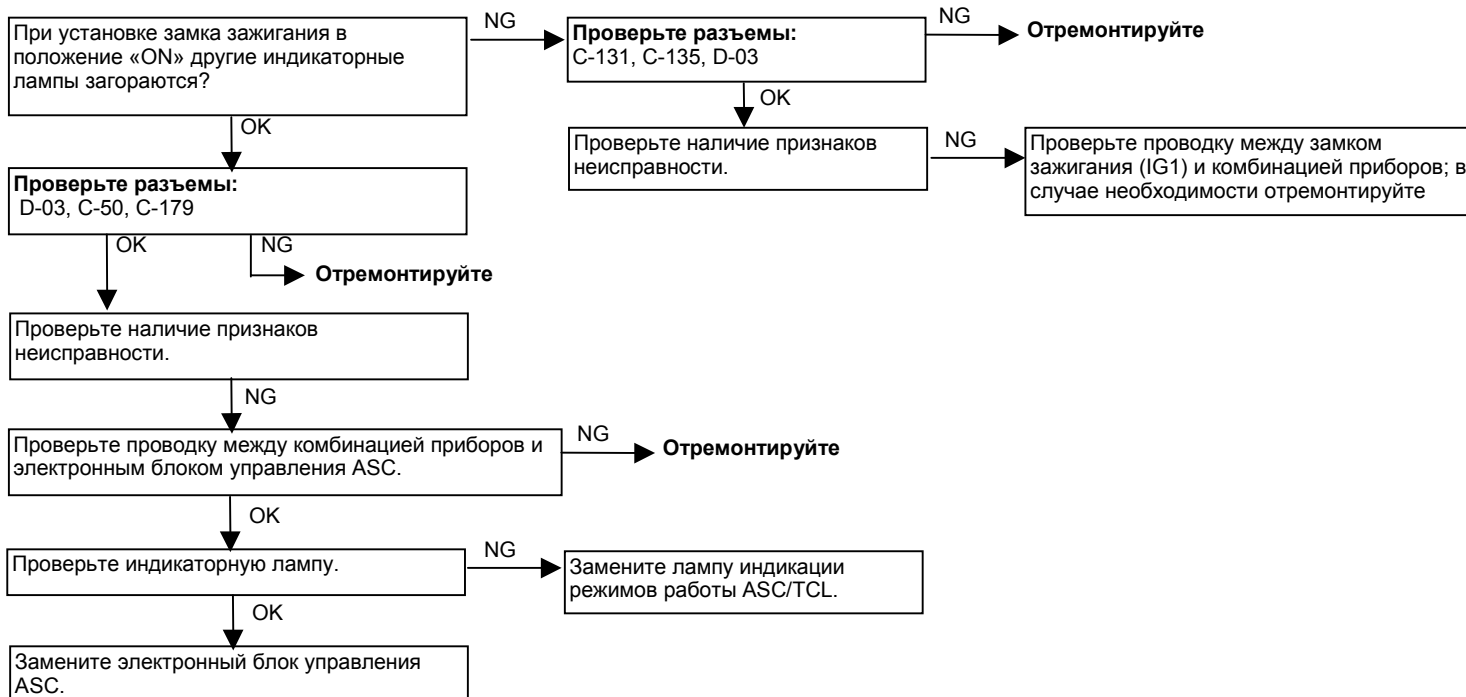 При установке замка зажигания в
положение «ON» другие индикаторные
лампы загораются?
NG
Проверьте разъемы:
C-131, C-135, D-03
NG
Отремонтируйте
OK
OK
Проверьте наличие признаков
неисправности.
NG
Проверьте проводку между замком
зажигания (IG1) и комбинацией приборов; в
случае необходимости отремонтируйте
Проверьте разъемы:
D-03, C-50, C-179
OK
NG
Отремонтируйте
Проверьте наличие признаков
неисправности.
NG
Проверьте проводку между комбинацией приборов и
электронным блоком управления ASC.
NG
Отремонтируйте
OK
Проверьте индикаторную лампу.
NG
Замените лампу индикации
режимов работы ASC/TCL.
OK
Замените электронный блок управления
ASC.